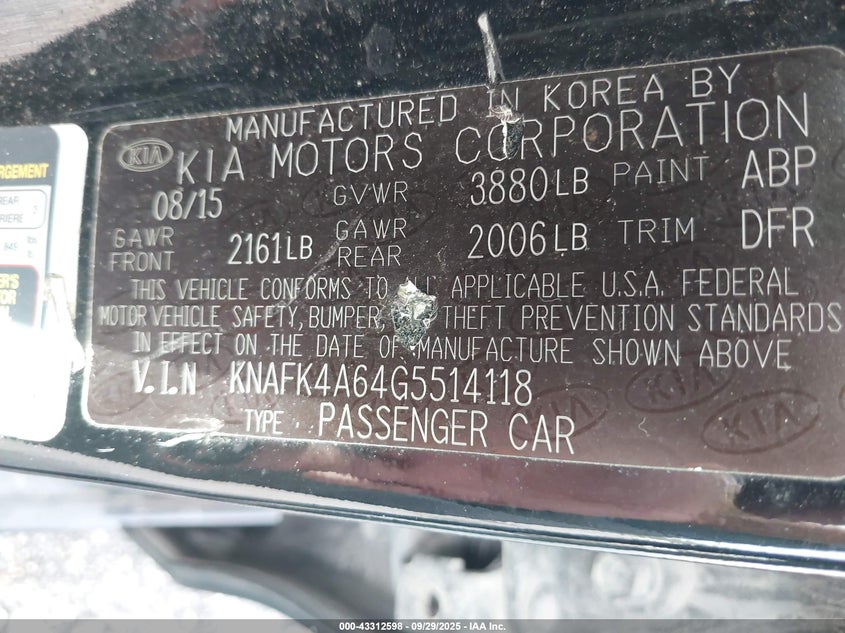 MANUFACTURED IN KOREA BY
KIA KIA MOTORS CORPORATION
08/15 GVWR 3880LB PAINT ABP
GAWR FRONT 2161LB GAWR REAR 2006LB TRIM DFR
THIS VEHICLE CONFORMS TO ALL APPLICABLE U.S.A. FEDERAL
MOTOR VEHICLE SAFETY, BUMPER, THEFT PREVENTION STANDARDS
IN EFFECT ON THE DATE OF MANUFACTURE SHOWN ABOVE
V.I.N KNAFK4A64G5514118
TYPE PASSENGER CAR
REAR
000-43312598 - 09/29/2025 - IAA Inc.